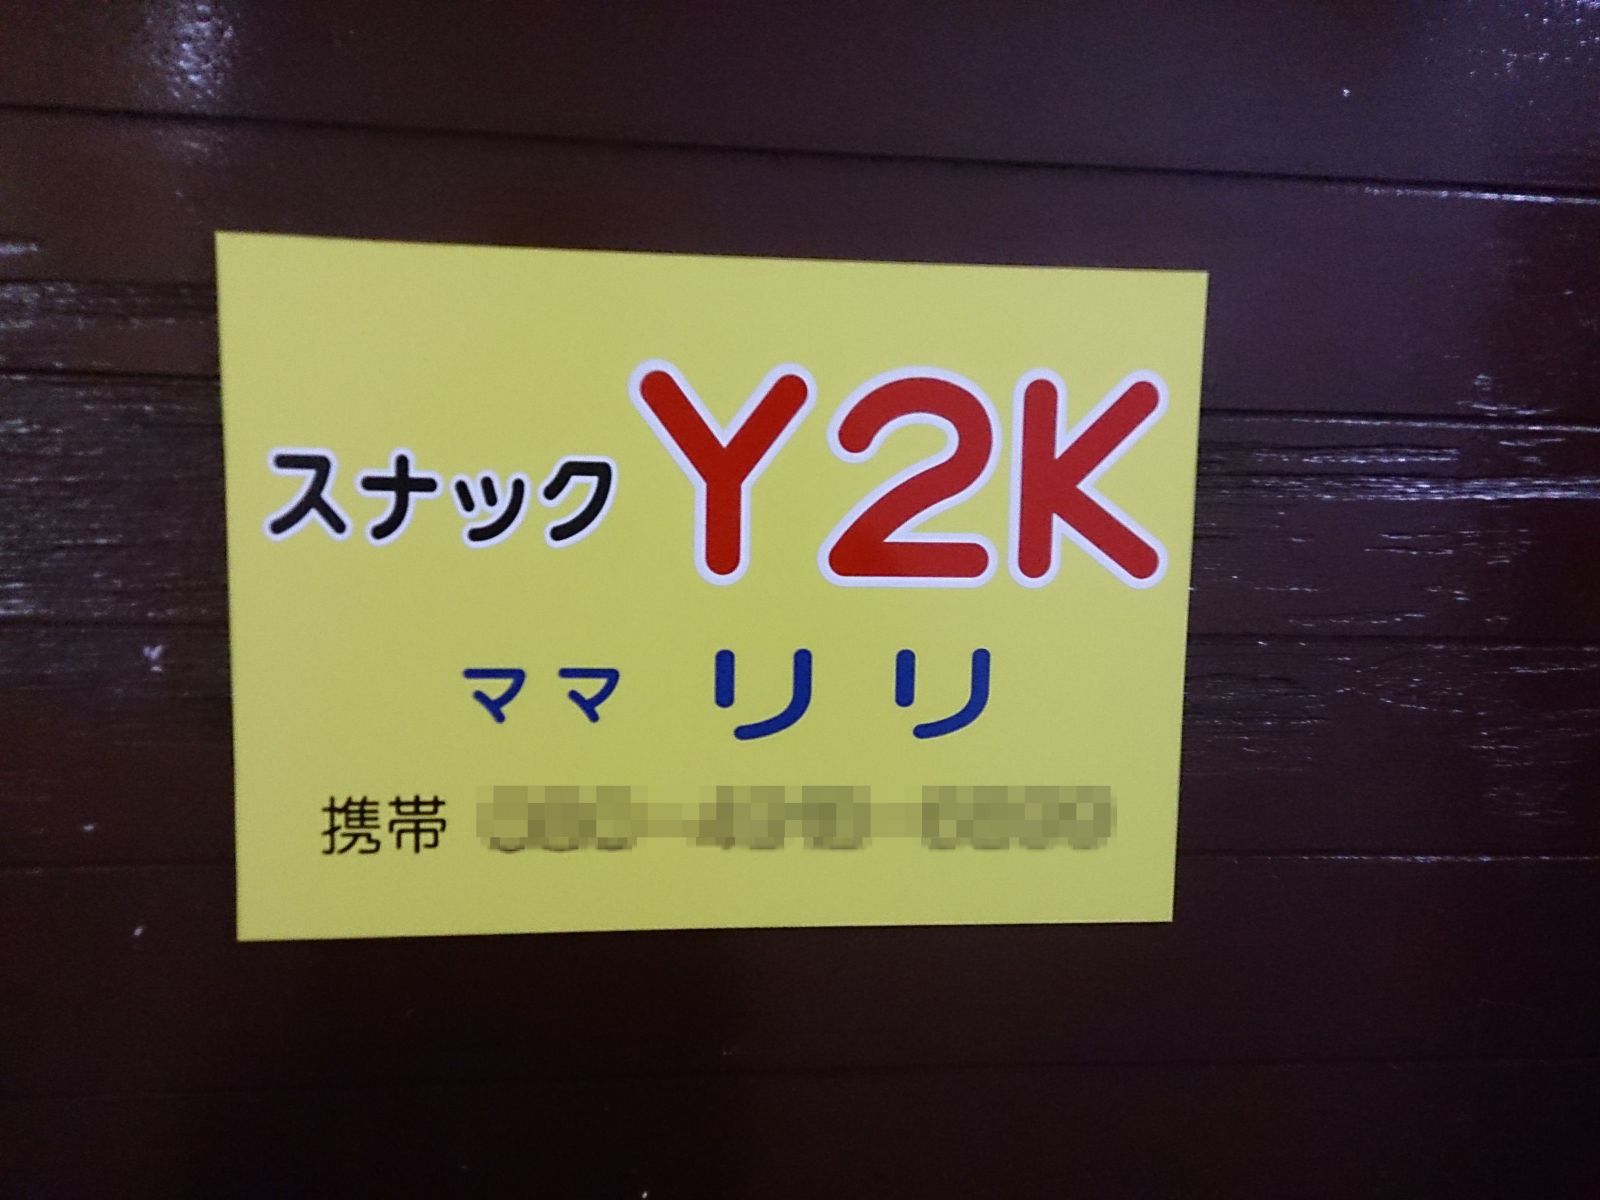 スナック Y2K
ママ リリ
携帯